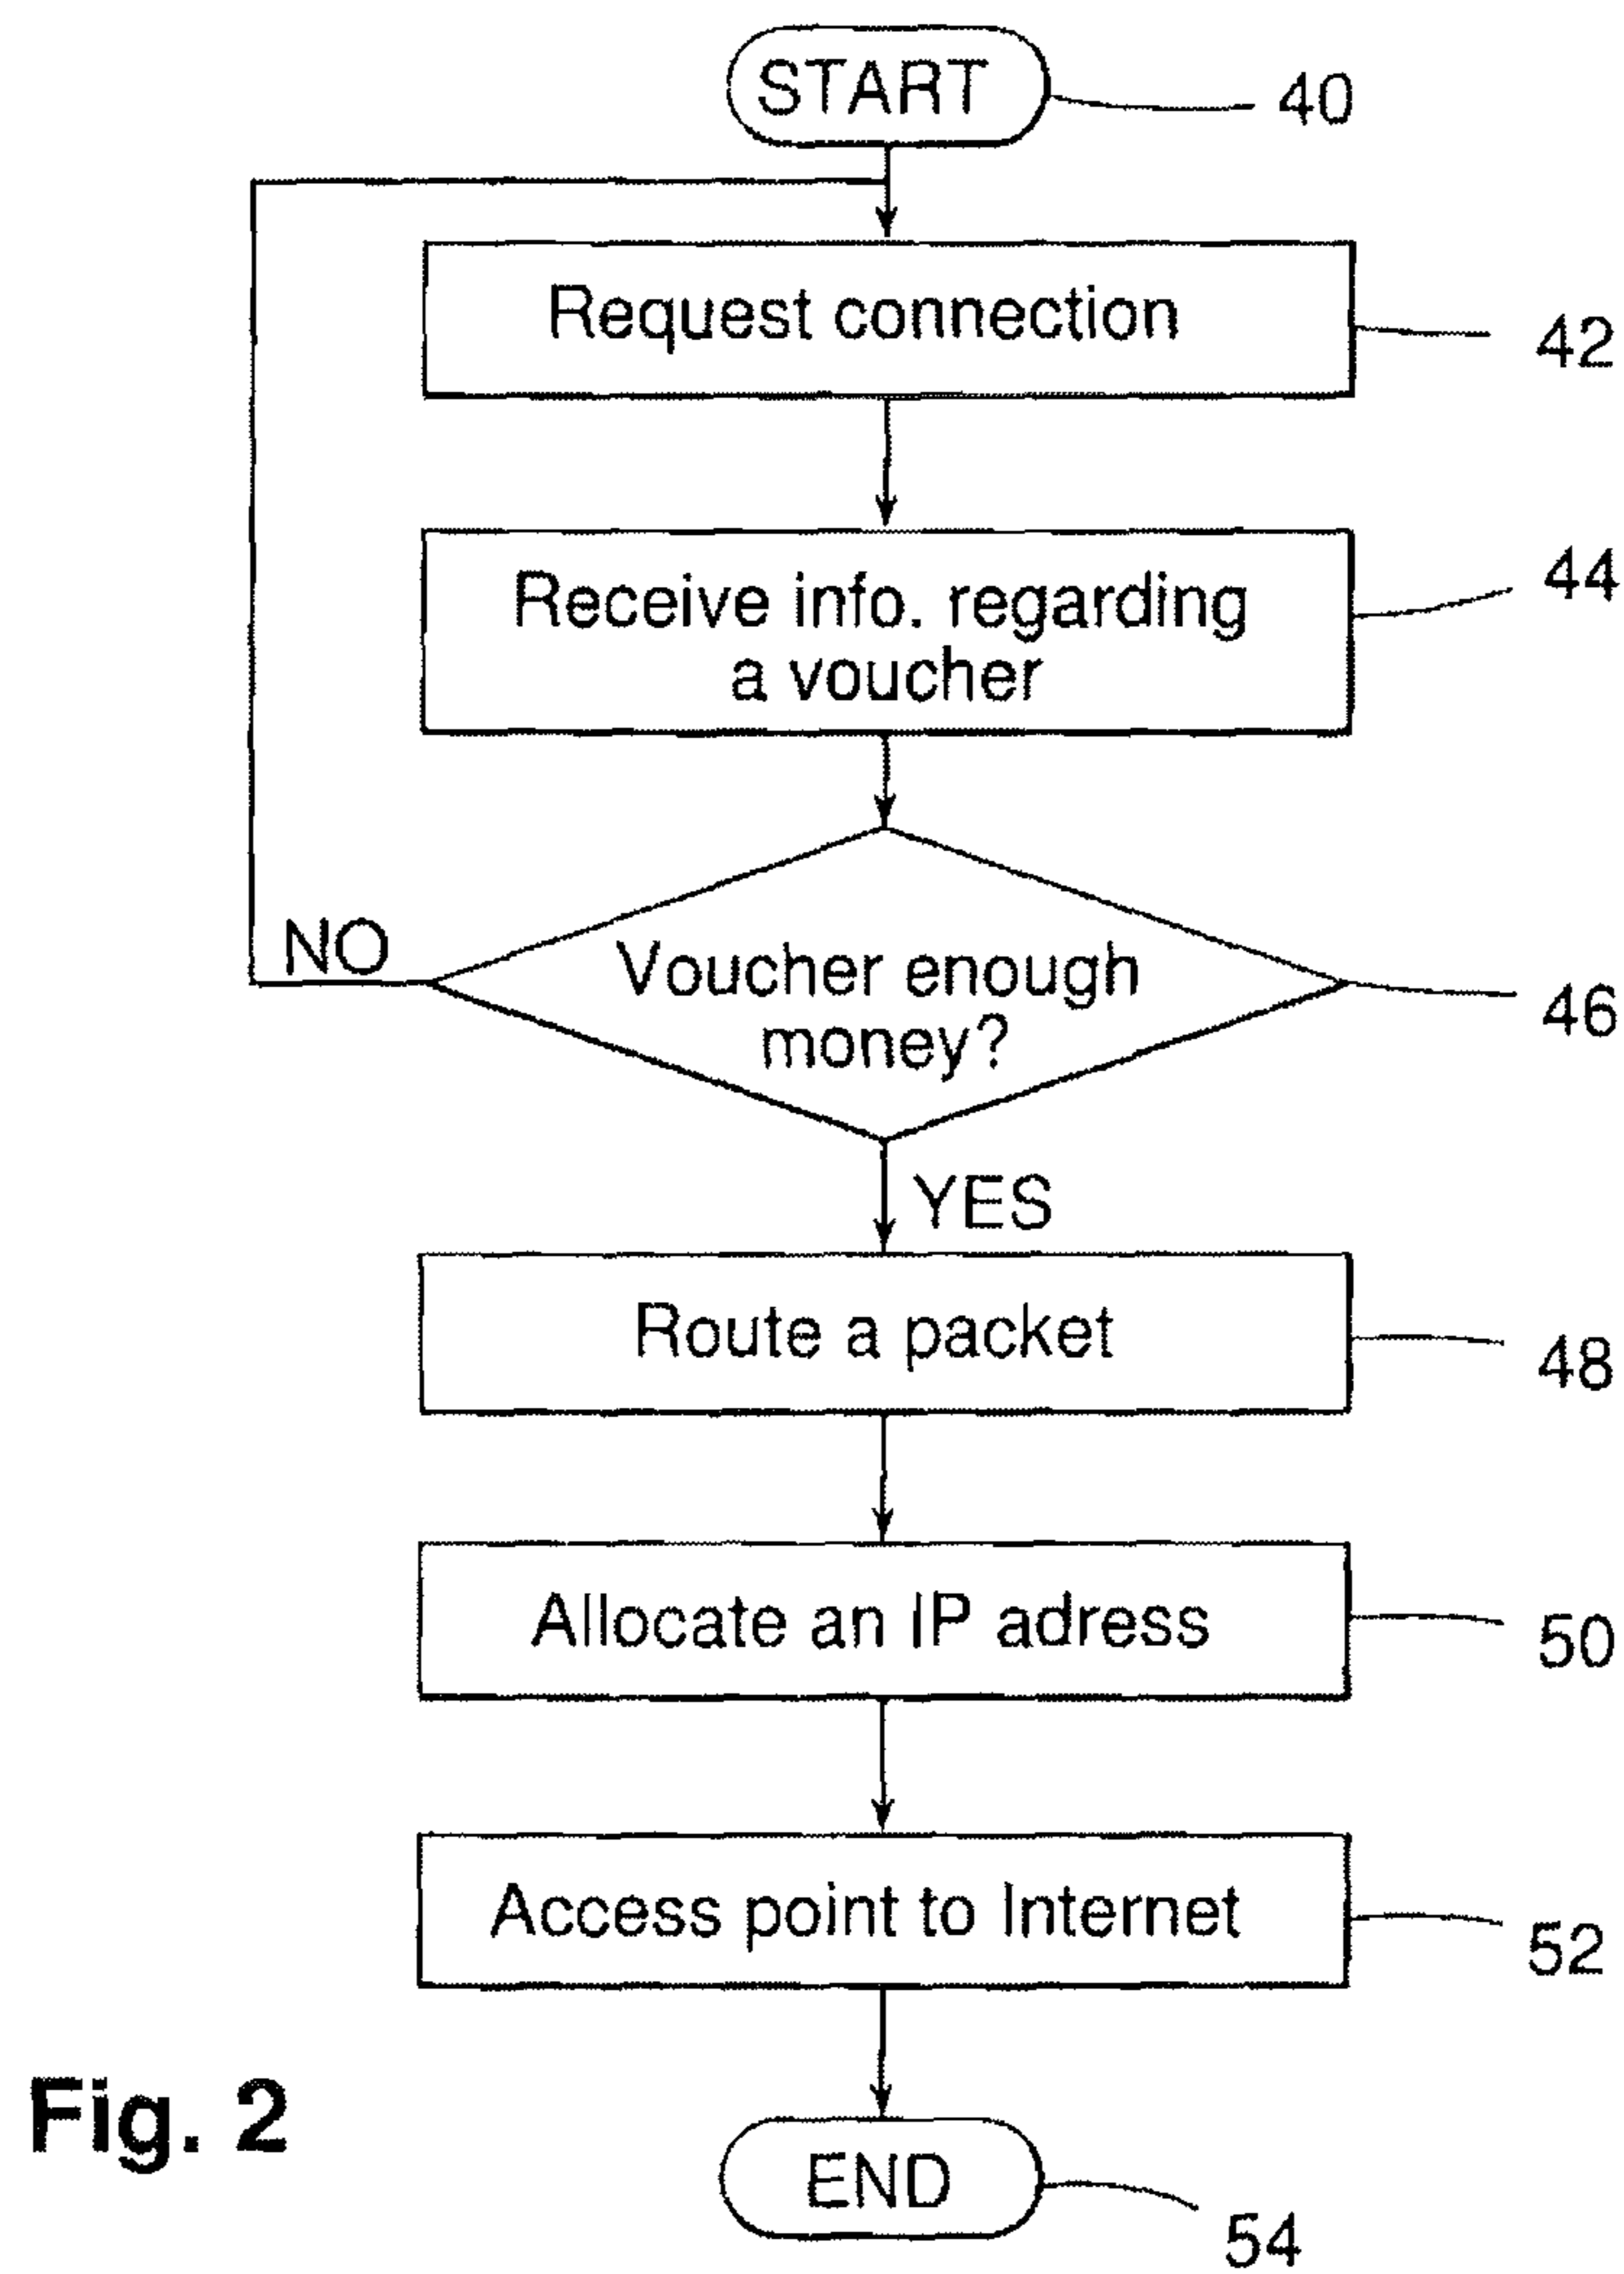 START
40
Request connection
42
Receive info. regarding
a voucher
44
NO
Voucher enough
money?
46
YES
Route a packet
48
Allocate an IP adress
50
Access point to Internet
52
Fig. 2
END
54